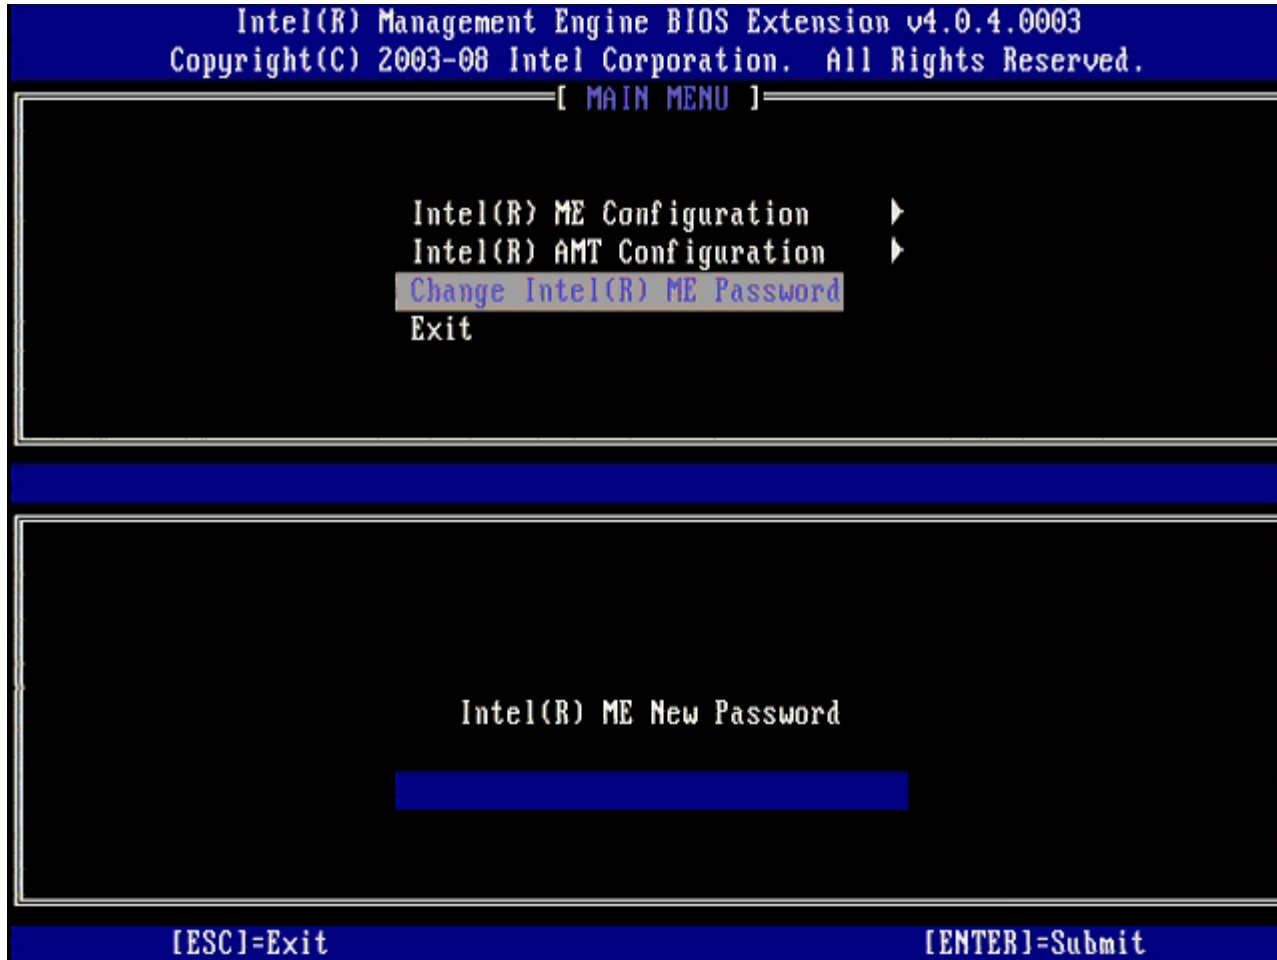 Intel(R) Management Engine BIOS Extension v4.0.4.0003
Copyright(C) 2003-08 Intel Corporation. All Rights Reserved.
[ MAIN MENU ]
Intel(R) ME Configuration
Intel(R) AMT Configuration
Change Intel(R) ME Password
Exit
Intel(R) ME New Password
[ESC]=Exit [ENTER]=Submit